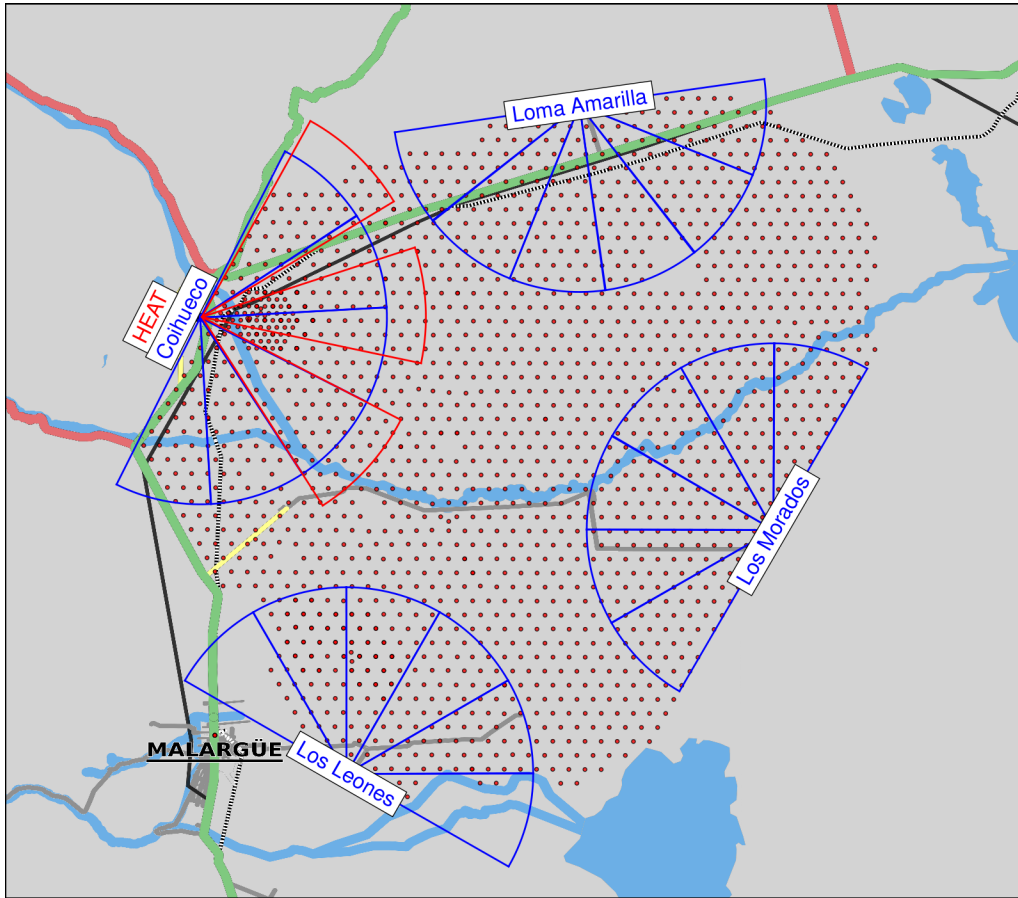 Loma Amarilla
HEAT
Coihueco
Los Morados
MALARGÜE
Los Leones